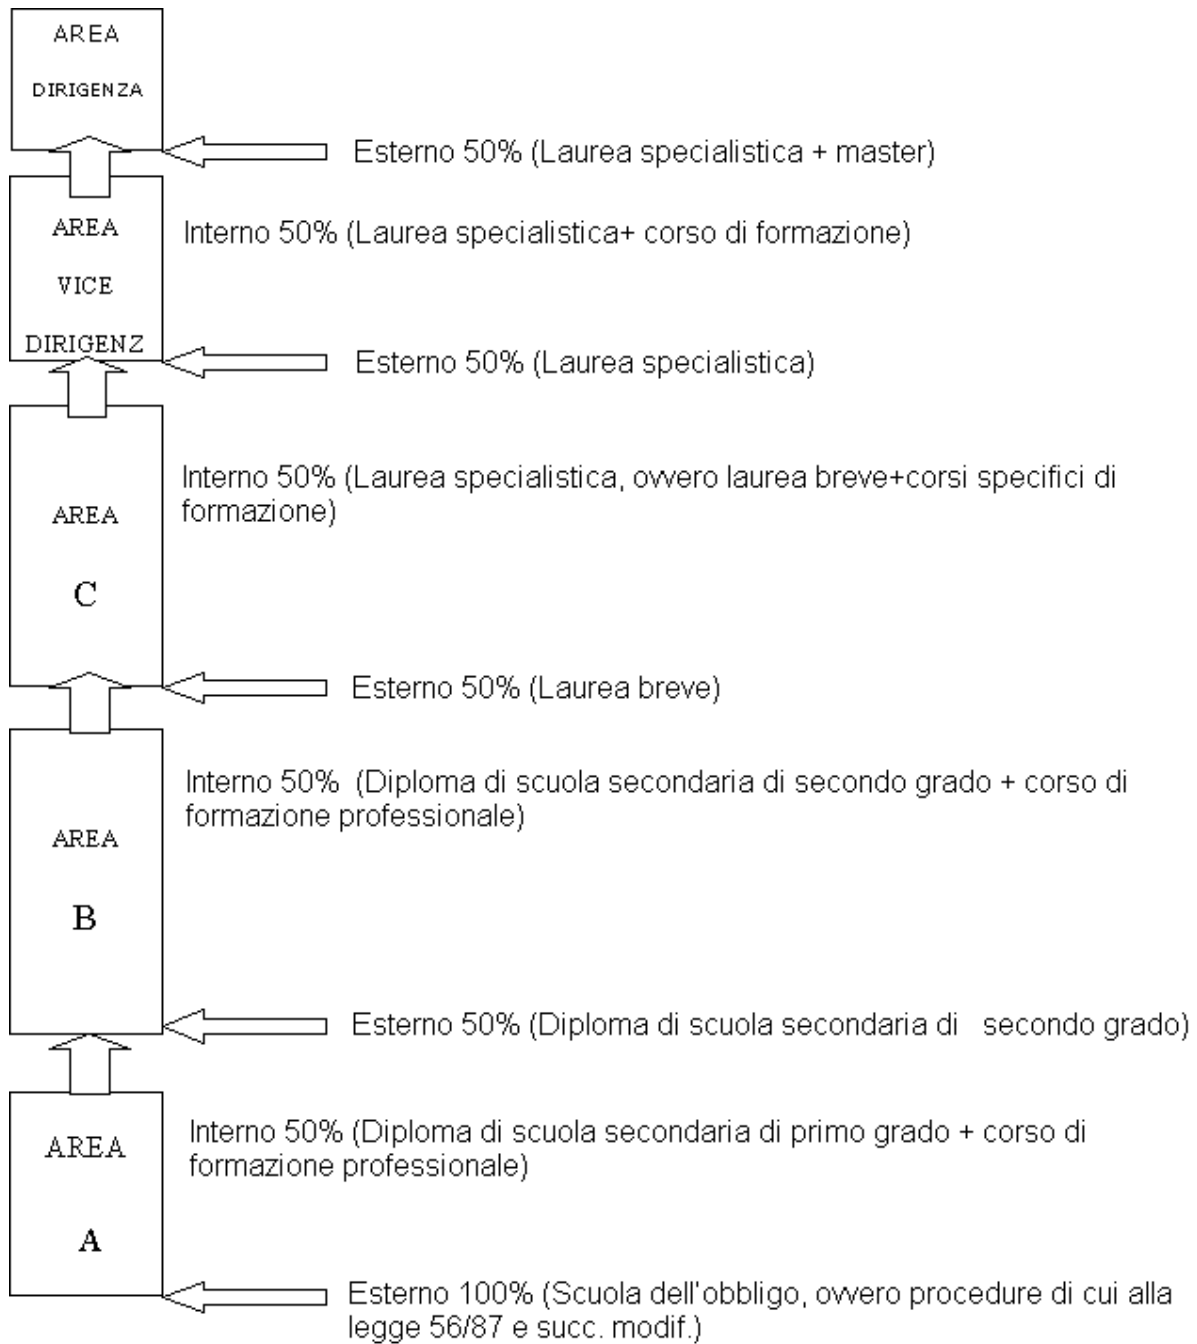 AREA
DIRIGENZA
Esterno 50% (Laurea specialistica + master)
AREA
Interno 50% (Laurea specialistica+ corso di formazione)
VICE
DIRIGENZ
Esterno 50% (Laurea specialistica)
Interno 50% (Laurea specialistica, ovvero laurea breve+corsi specifici di
formazione)
AREA
C
Esterno 50% (Laurea breve)
Interno 50% (Diploma di scuola secondaria di secondo grado + corso di
formazione professionale)
AREA
B
Esterno 50% (Diploma di scuola secondaria di secondo grado)
Interno 50% (Diploma di scuola secondaria di primo grado + corso di
formazione professionale)
AREA
A
Esterno 100% (Scuola dell'obbligo, ovvero procedure di cui alla
legge 56/87 e succ. modif.)